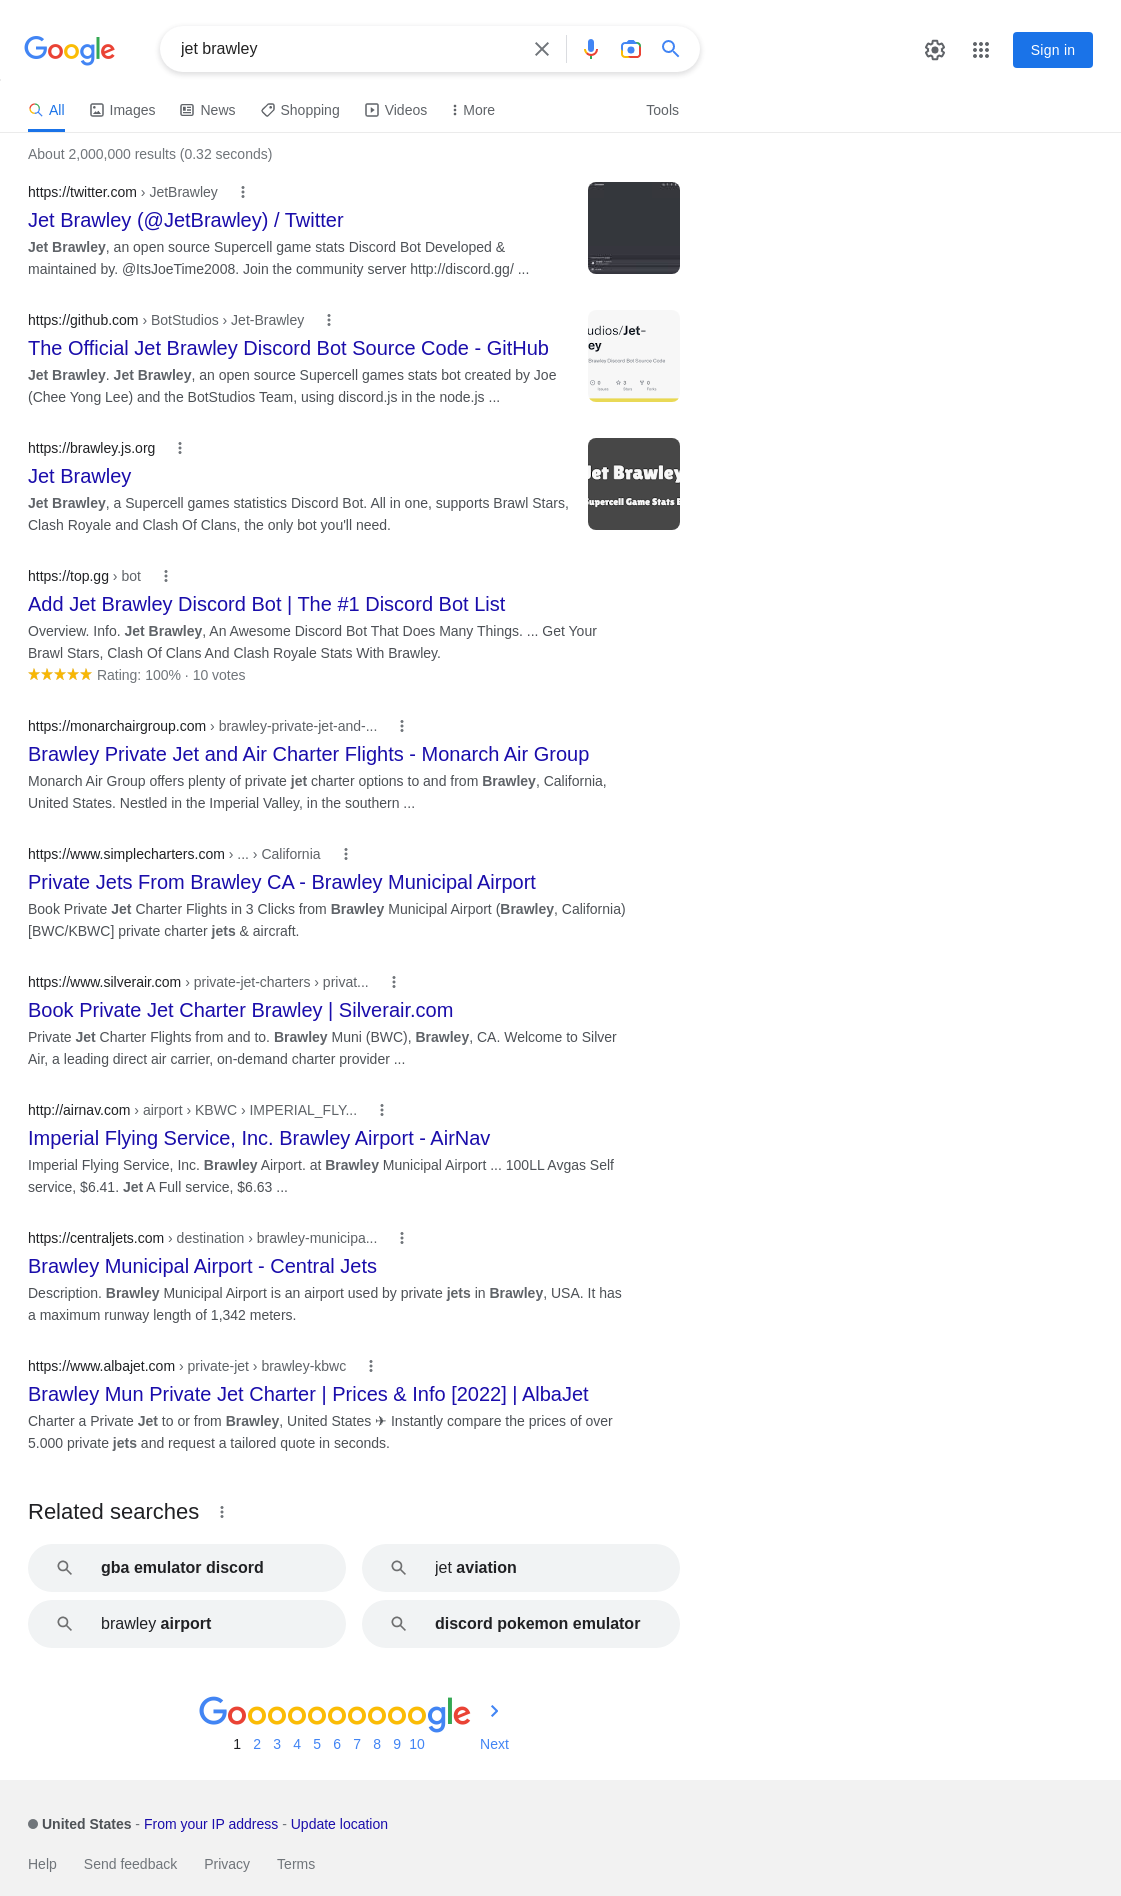 Google
jet brawley
Sign in
All
Images
News
Shopping
Videos
More
Tools
About 2,000,000 results (0.32 seconds)
https://twitter.com › JetBrawley
Jet Brawley (@JetBrawley) / Twitter
Jet Brawley, an open source Supercell game stats Discord Bot Developed &
maintained by. @ItsJoeTime2008. Join the community server http://discord.gg/ ...
https://github.com › BotStudios › Jet-Brawley
The Official Jet Brawley Discord Bot Source Code - GitHub
Jet Brawley. Jet Brawley, an open source Supercell games stats bot created by Joe
(Chee Yong Lee) and the BotStudios Team, using discord.js in the node.js ...
udios/Jet-
ey
Brawley Discord Bot Source Code
https://brawley.js.org
Jet Brawley
Jet Brawley, a Supercell games statistics Discord Bot. All in one, supports Brawl Stars,
Clash Royale and Clash Of Clans, the only bot you'll need.
Jet Brawley
Supercell Game Stats B
https://top.gg › bot
Add Jet Brawley Discord Bot | The #1 Discord Bot List
Overview. Info. Jet Brawley, An Awesome Discord Bot That Does Many Things. ... Get Your
Brawl Stars, Clash Of Clans And Clash Royale Stats With Brawley.
Rating: 100% · 10 votes
https://monarchairgroup.com › brawley-private-jet-and-...
Brawley Private Jet and Air Charter Flights - Monarch Air Group
Monarch Air Group offers plenty of private jet charter options to and from Brawley, California,
United States. Nestled in the Imperial Valley, in the southern ...
https://www.simplecharters.com › ... › California
Private Jets From Brawley CA - Brawley Municipal Airport
Book Private Jet Charter Flights in 3 Clicks from Brawley Municipal Airport (Brawley, California)
[BWC/KBWC] private charter jets & aircraft.
https://www.silverair.com › private-jet-charters › privat...
Book Private Jet Charter Brawley | Silverair.com
Private Jet Charter Flights from and to. Brawley Muni (BWC), Brawley, CA. Welcome to Silver
Air, a leading direct air carrier, on-demand charter provider ...
http://airnav.com › airport › KBWC › IMPERIAL_FLY...
Imperial Flying Service, Inc. Brawley Airport - AirNav
Imperial Flying Service, Inc. Brawley Airport. at Brawley Municipal Airport ... 100LL Avgas Self
service, $6.41. Jet A Full service, $6.63 ...
https://centraljets.com › destination › brawley-municipa...
Brawley Municipal Airport - Central Jets
Description. Brawley Municipal Airport is an airport used by private jets in Brawley, USA. It has
a maximum runway length of 1,342 meters.
https://www.albajet.com › private-jet › brawley-kbwc
Brawley Mun Private Jet Charter | Prices & Info [2022] | AlbaJet
Charter a Private Jet to or from Brawley, United States ✈ Instantly compare the prices of over
5.000 private jets and request a tailored quote in seconds.
Related searches
gba emulator discord
jet aviation
brawley airport
discord pokemon emulator
Goooooooooogle
1 2 3 4 5 6 7 8 9 10 Next
United States - From your IP address - Update location
Help Send feedback Privacy Terms